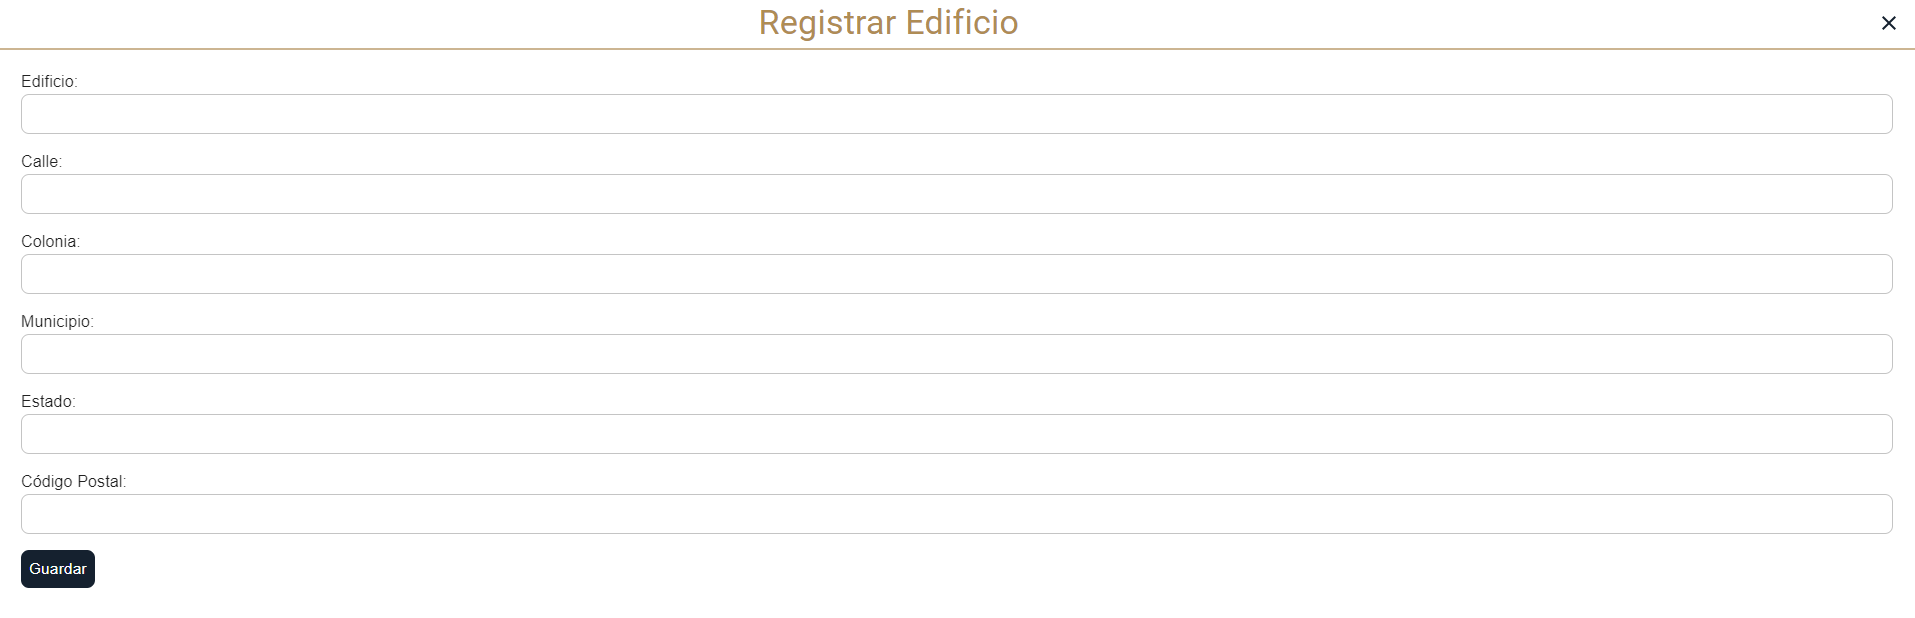 Registrar Edificio
Edificio:
Calle:
Colonia:
Municipio:
Estado:
Código Postal:
Guardar